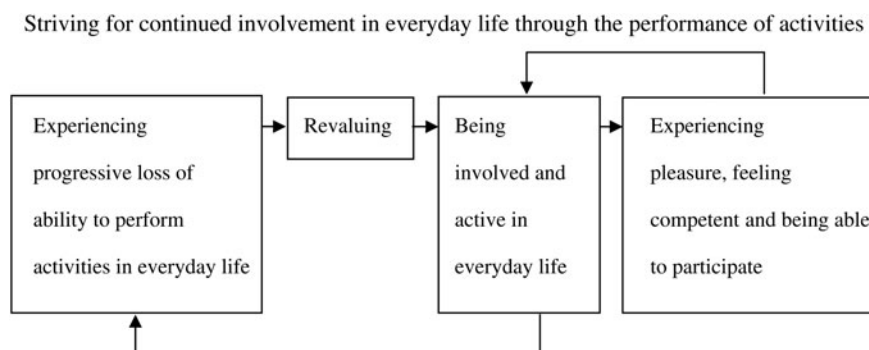 Striving for continued involvement in everyday life through the performance of activities
Experiencing
progressive loss of
ability to perform
activities in everyday life
Revaluing
Being
involved and
active in
everyday life
Experiencing
pleasure, feeling
competent and being able
to participate